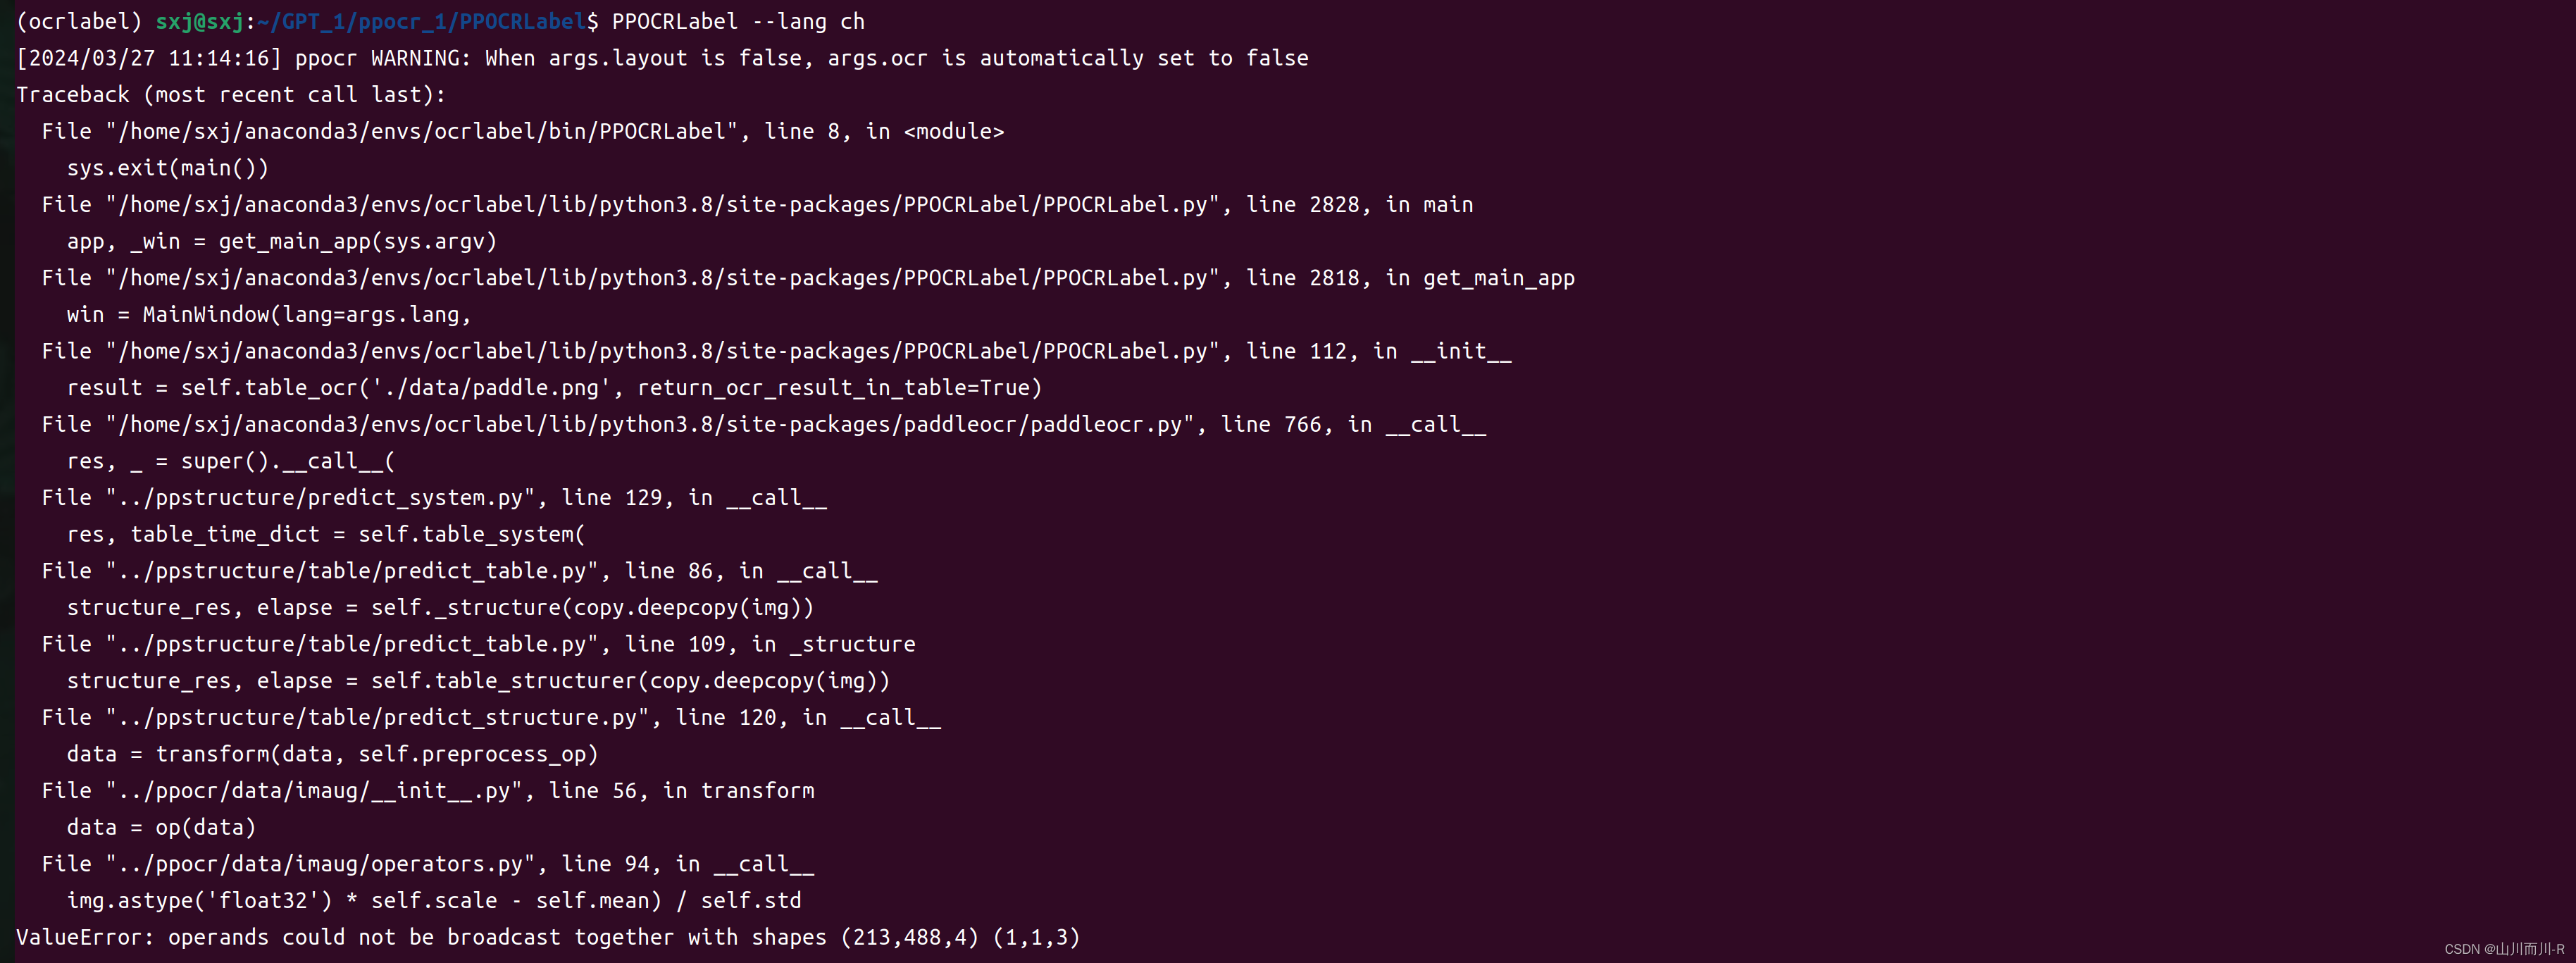 (ocrlabel) sxj@sxj:~/GPT_1/ppocr_1/PPOCRLabel$ PPOCRLabel --lang ch
[2024/03/27 11:14:16] ppocr WARNING: When args.layout is false, args.ocr is automatically set to false
Traceback (most recent call last):
  File "/home/sxj/anaconda3/envs/ocrlabel/bin/PPOCRLabel", line 8, in <module>
    sys.exit(main())
  File "/home/sxj/anaconda3/envs/ocrlabel/lib/python3.8/site-packages/PPOCRLabel/PPOCRLabel.py", line 2828, in main
    app, _win = get_main_app(sys.argv)
  File "/home/sxj/anaconda3/envs/ocrlabel/lib/python3.8/site-packages/PPOCRLabel/PPOCRLabel.py", line 2818, in get_main_app
    win = MainWindow(lang=args.lang,
  File "/home/sxj/anaconda3/envs/ocrlabel/lib/python3.8/site-packages/PPOCRLabel/PPOCRLabel.py", line 112, in __init__
    result = self.table_ocr('./data/paddle.png', return_ocr_result_in_table=True)
  File "/home/sxj/anaconda3/envs/ocrlabel/lib/python3.8/site-packages/paddleocr/paddleocr.py", line 766, in __call__
    res, _ = super().__call__(
  File "../ppstructure/predict_system.py", line 129, in __call__
    res, table_time_dict = self.table_system(
  File "../ppstructure/table/predict_table.py", line 86, in __call__
    structure_res, elapse = self._structure(copy.deepcopy(img))
  File "../ppstructure/table/predict_table.py", line 109, in _structure
    structure_res, elapse = self.table_structurer(copy.deepcopy(img))
  File "../ppstructure/table/predict_structure.py", line 120, in __call__
    data = transform(data, self.preprocess_op)
  File "../ppocr/data/imaug/__init__.py", line 56, in transform
    data = op(data)
  File "../ppocr/data/imaug/operators.py", line 94, in __call__
    img.astype('float32') * self.scale - self.mean) / self.std
ValueError: operands could not be broadcast together with shapes (213,488,4) (1,1,3)
CSDN @山川而川-R